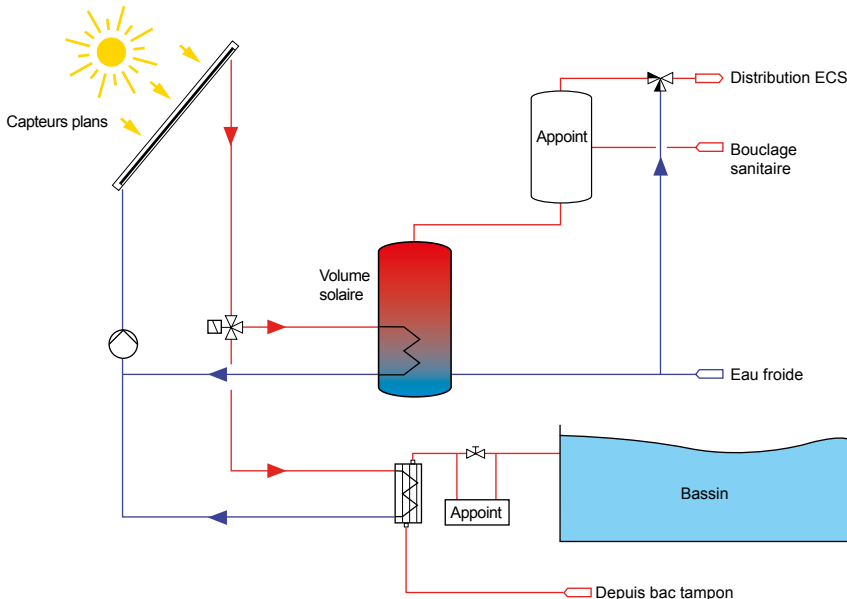 Capteurs plans
Distribution ECS
Appoint
Bouclage
sanitaire
Volume
solaire
Eau froide
Bassin
Appoint
Depuis bac tampon